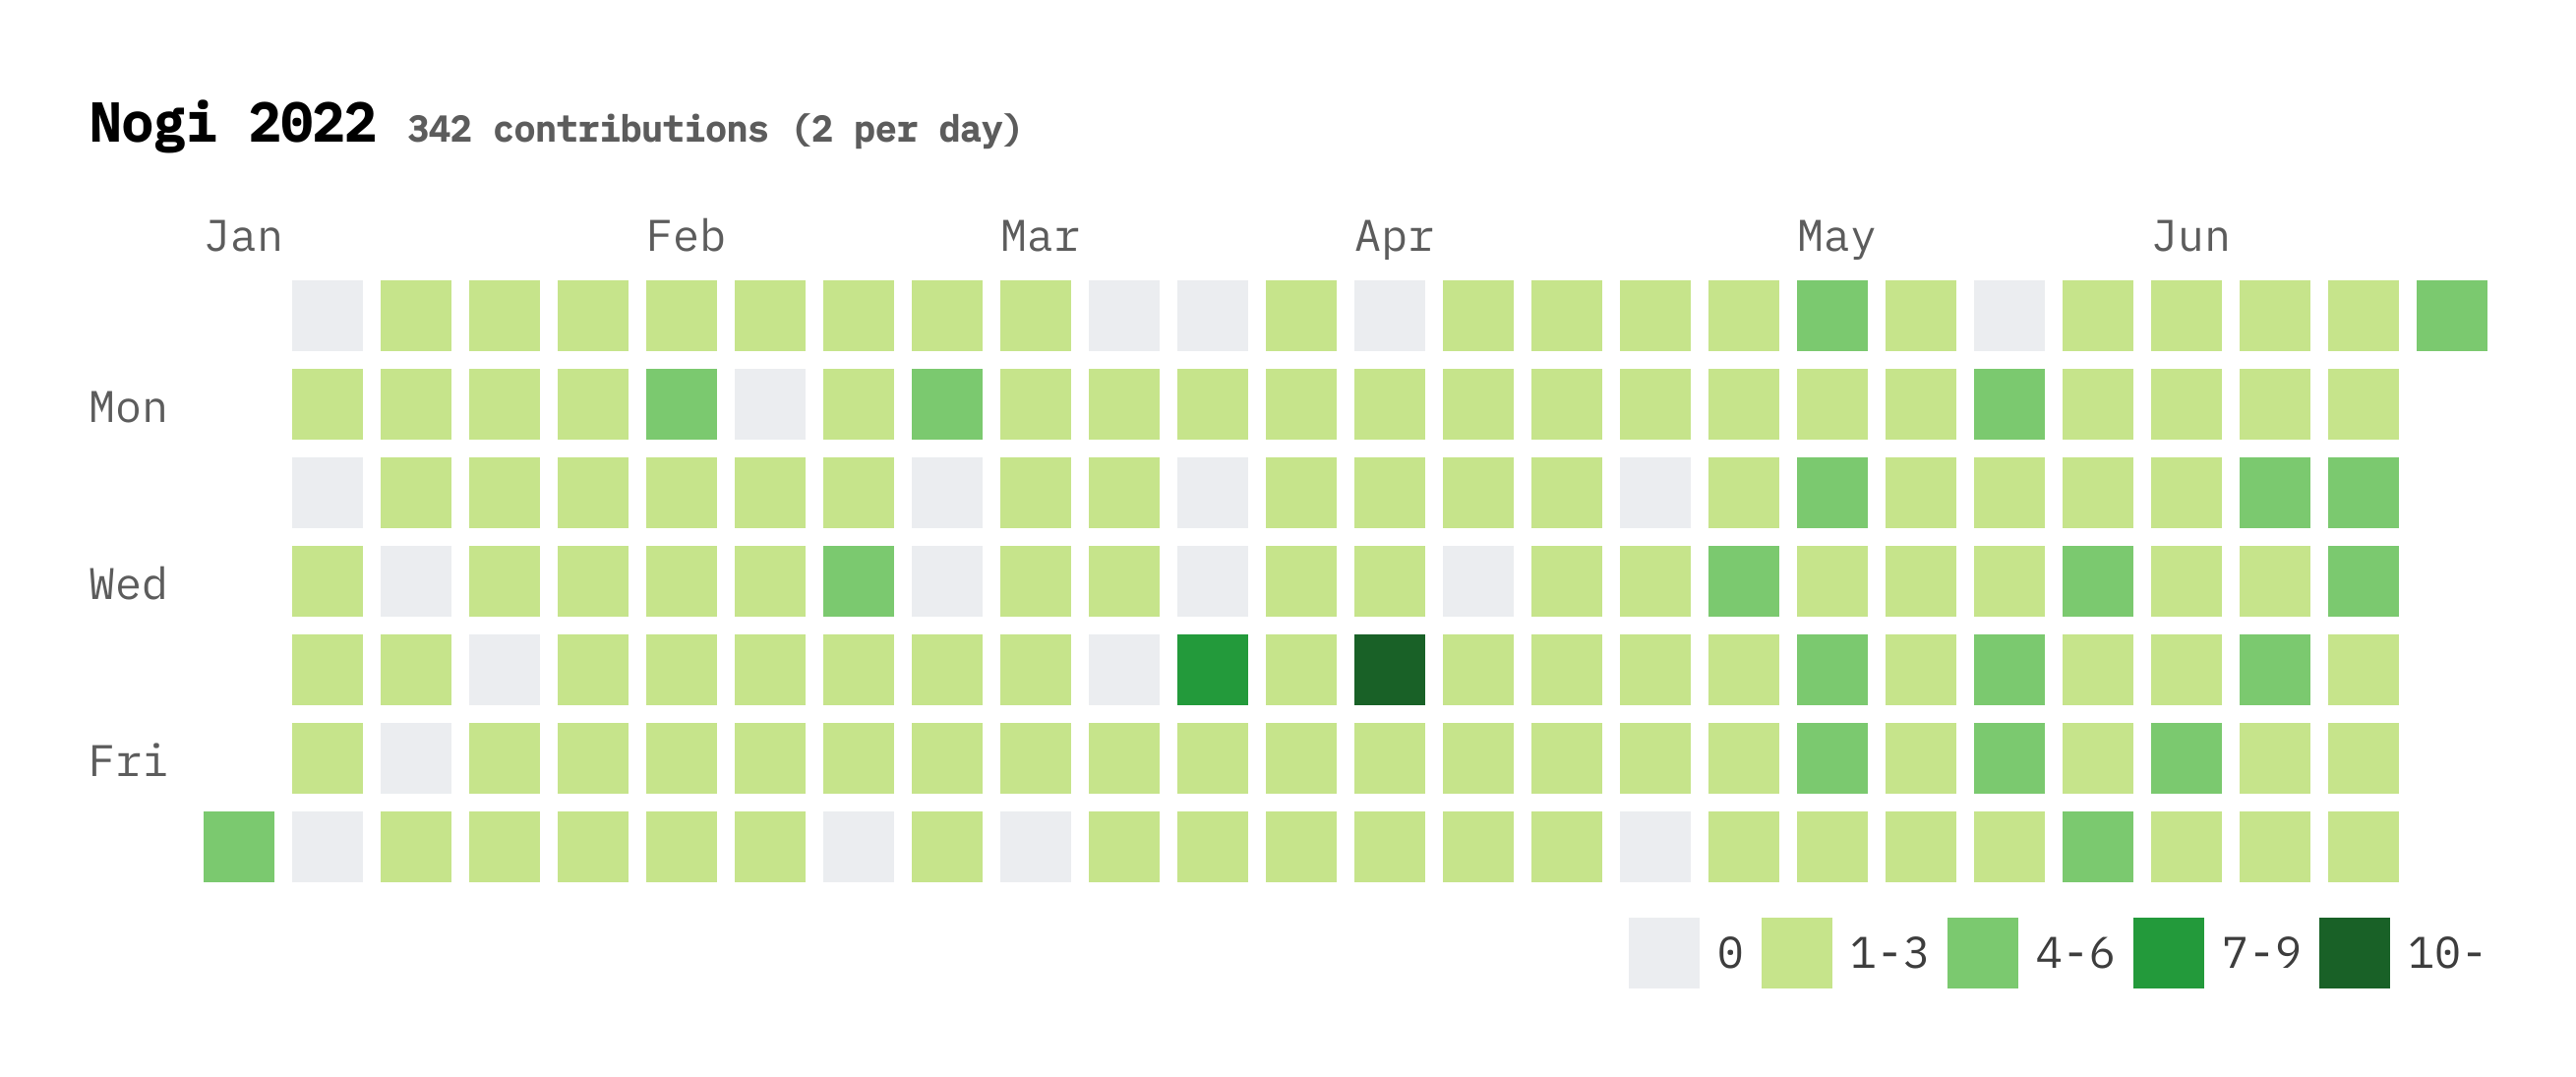 Nogi 2022 342 contributions (2 per day)
Jan Feb Mar Apr May Jun
Mon
Wed
Fri
0 1-3 4-6 7-9 10-